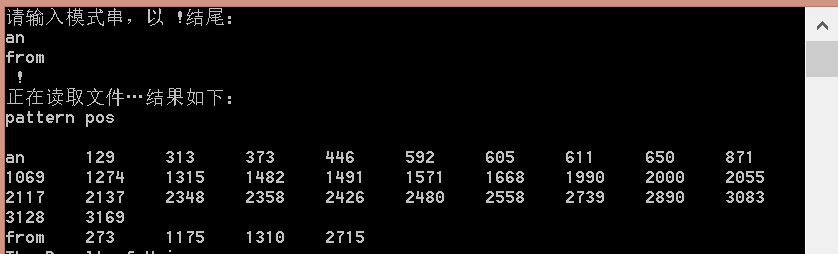 请输入模式串，以 !结尾：
an
from
!
正在读取文件…结果如下：
pattern pos
an 129 313 373 446 592 605 611 650 871
1069 1274 1315 1482 1491 1571 1668 1990 2000 2055
2117 2137 2348 2358 2426 2480 2558 2739 2890 3083
3128 3169
from 273 1175 1310 2715